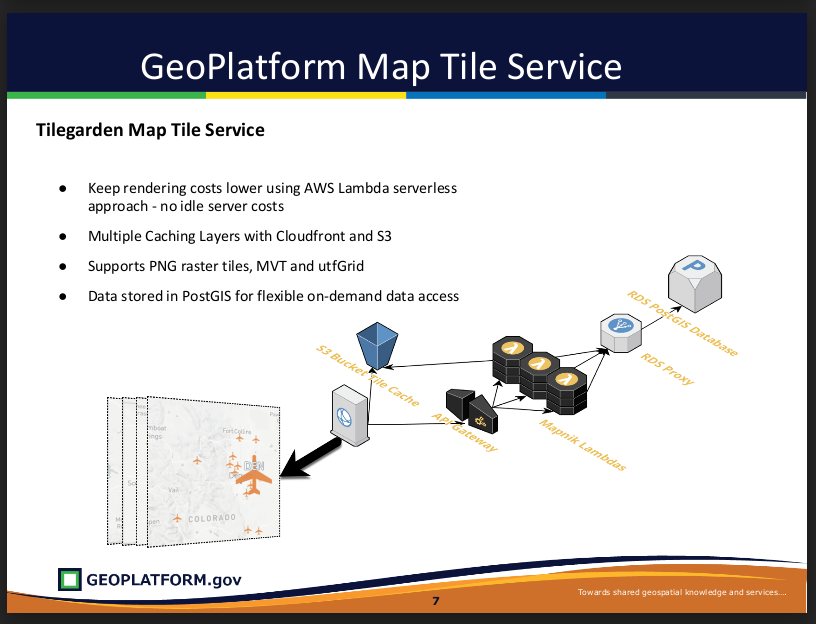 GeoPlatform Map Tile Service
Tilegarden Map Tile Service
● Keep rendering costs lower using AWS Lambda serverless
approach - no idle server costs
● Multiple Caching Layers with Cloudfront and S3
● Supports PNG raster tiles, MVT and utfGrid
● Data stored in PostGIS for flexible on-demand data access
P
RDS PostGIS Database
RDS Proxy
S3 Bucket Tile Cache
λ
λ
λ
API Gateway
Mapnik Lambdas
Fort Collins
DEN
Vail
COLORADO
GEOPLATFORM.gov
7
Towards shared geospatial knowledge and services....